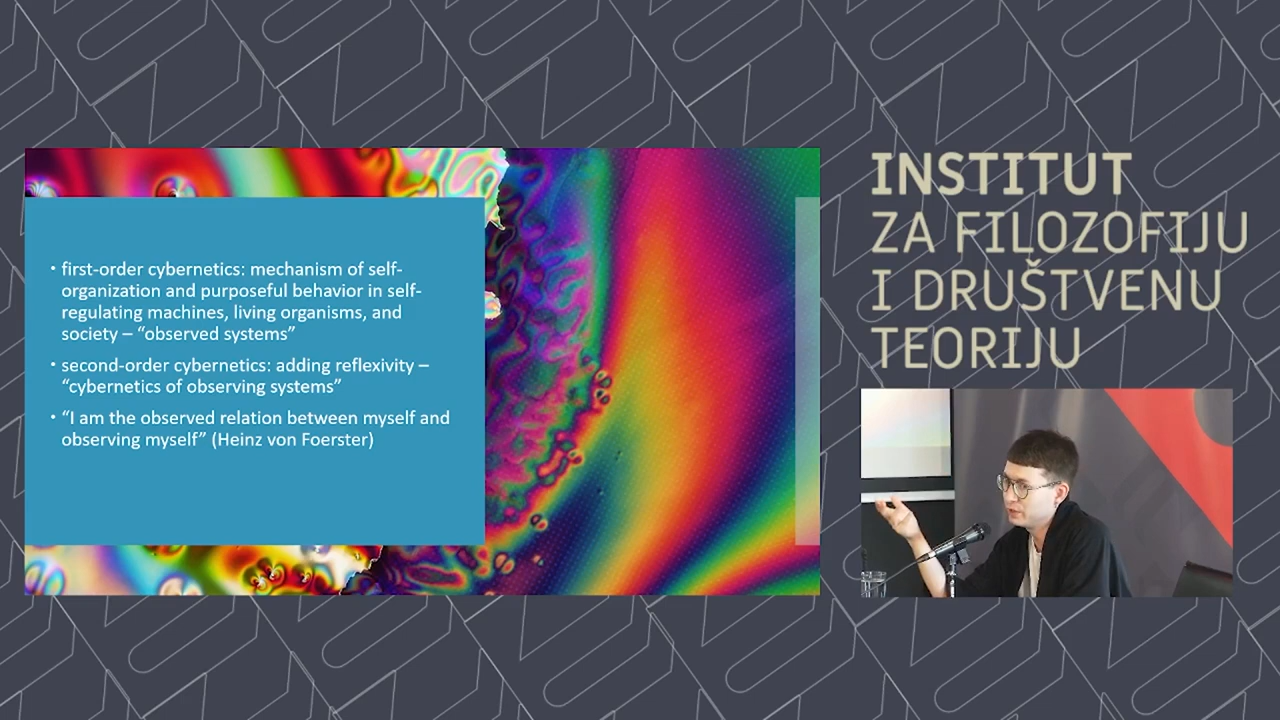 • first-order cybernetics: mechanism of self-
organization and purposeful behavior in self-
regulating machines, living organisms, and
society – “observed systems”
• second-order cybernetics: adding reflexivity –
“cybernetics of observing systems”
• “I am the observed relation between myself and
observing myself” (Heinz von Foerster)
INSTITUT
ZA FILOZOFIJU
I DRUŠTVENU
TEORIJU